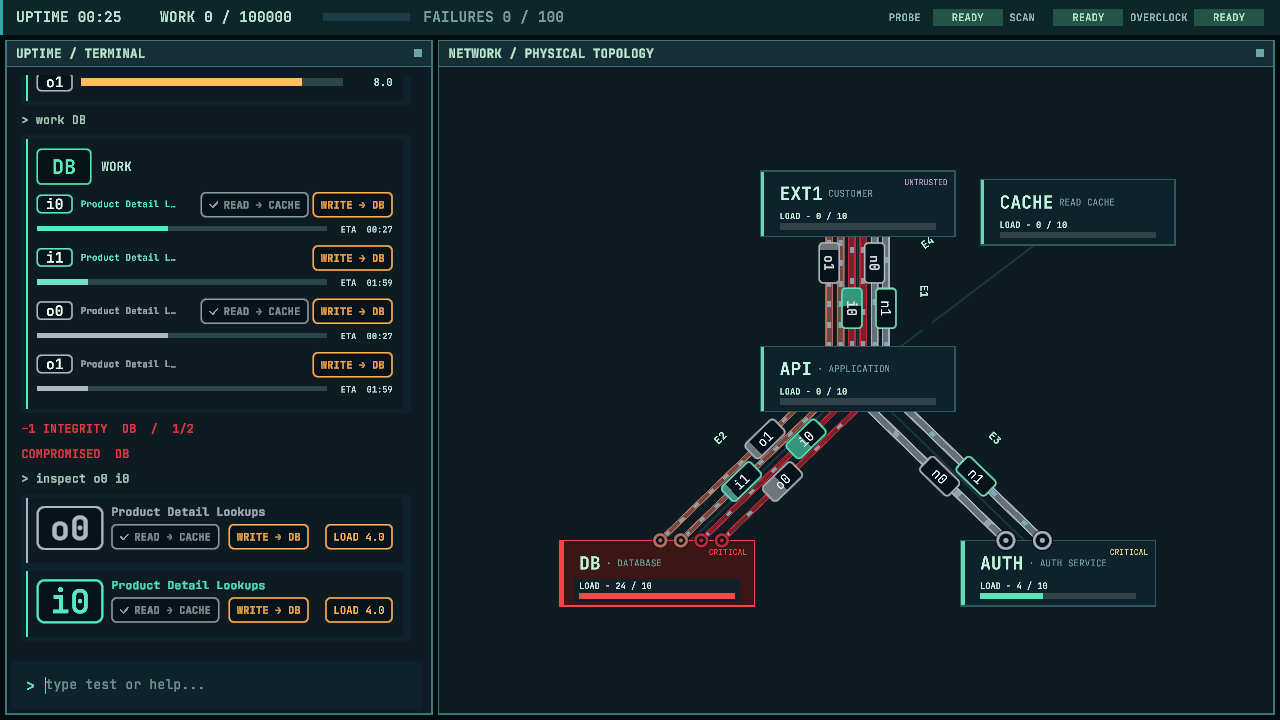 UPTIME 00:25 WORK 0 / 100000 FAILURES 0 / 100 PROBE READY SCAN READY OVERCLOCK READY
UPTIME / TERMINAL
o1 8.0
> work DB
DB WORK
i0 Product Detail L… ✓ READ → CACHE WRITE → DB
ETA 00:27
i1 Product Detail L… WRITE → DB
ETA 01:59
o0 Product Detail L… ✓ READ → CACHE WRITE → DB
ETA 00:27
o1 Product Detail L… WRITE → DB
ETA 01:59
−1 INTEGRITY DB / 1/2
COMPROMISED DB
> inspect o0 i0
o0 Product Detail Lookups
✓ READ → CACHE WRITE → DB LOAD 4.0
i0 Product Detail Lookups
✓ READ → CACHE WRITE → DB LOAD 4.0
> type test or help...
NETWORK / PHYSICAL TOPOLOGY
UNTRUSTED
EXT1 CUSTOMER
LOAD - 0 / 10
CACHE READ CACHE
LOAD - 0 / 10
E4
o1 n0
E1
i0 n1
API · APPLICATION
LOAD - 0 / 10
E2 o1 i0 E3
i1 o0 n0 n1
CRITICAL
DB · DATABASE
LOAD - 24 / 10
CRITICAL
AUTH · AUTH SERVICE
LOAD - 4 / 10